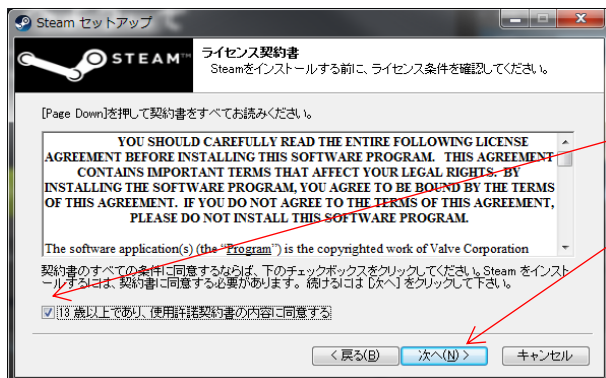 Steam セットアップ
STEAM™
ライセンス契約書
Steamをインストールする前に、ライセンス条件を確認してください。
[Page Down]を押して契約書をすべてお読みください。
YOU SHOULD CAREFULLY READ THE ENTIRE FOLLOWING LICENSE
AGREEMENT BEFORE INSTALLING THIS SOFTWARE PROGRAM. THIS AGREEMENT
CONTAINS IMPORTANT TERMS THAT AFFECT YOUR LEGAL RIGHTS. BY
INSTALLING THE SOFTWARE PROGRAM, YOU AGREE TO BE BOUND BY THE TERMS
OF THIS AGREEMENT. IF YOU DO NOT AGREE TO THE TERMS OF THIS AGREEMENT,
PLEASE DO NOT INSTALL THIS SOFTWARE PROGRAM.
The software application(s) (the “Program”) is the copyrighted work of Valve Corporation
契約書のすべての条件に同意するならば、下のチェックボックスをクリックしてください。Steam をインスト
ールするには、契約書に同意する必要があります。 続けるには [次へ] をクリックして下さい。
13 歳以上であり、使用許諾契約書の内容に同意する
< 戻る(B)
次へ(N) >
キャンセル